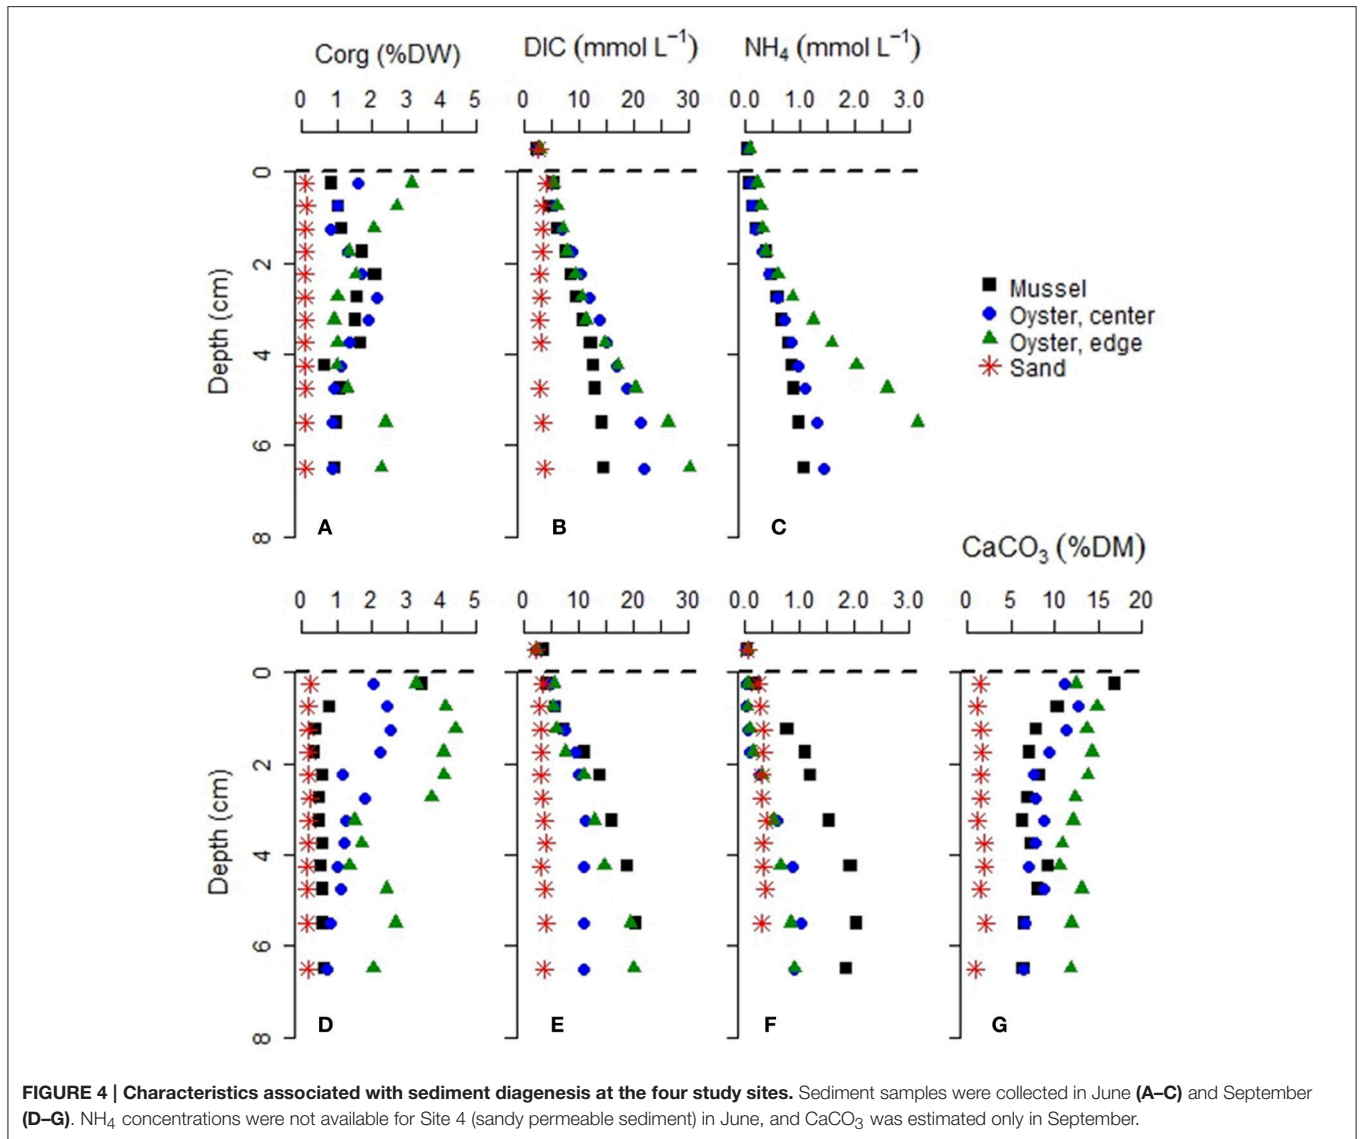 Corg (%DW)
DIC (mmol L⁻¹)
NH₄ (mmol L⁻¹)
0 1 2 3 4 5
0 10 20 30
0.0 1.0 2.0 3.0
Depth (cm)
0
2
4
6
8
A
B
C
Mussel
Oyster, center
Oyster, edge
Sand
CaCO₃ (%DM)
0 1 2 3 4 5
0 10 20 30
0.0 1.0 2.0 3.0
0 5 10 15 20
Depth (cm)
0
2
4
6
8
D
E
F
G
FIGURE 4 | Characteristics associated with sediment diagenesis at the four study sites. Sediment samples were collected in June (A–C) and September
(D–G). NH₄ concentrations were not available for Site 4 (sandy permeable sediment) in June, and CaCO₃ was estimated only in September.